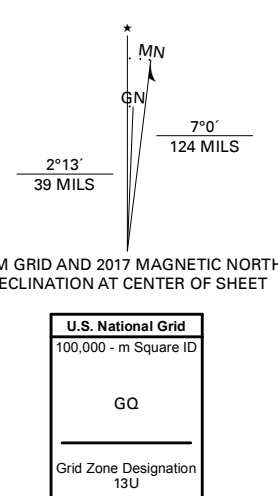 ★
MN
GN
7°0´
124 MILS
2°13´
39 MILS
M GRID AND 2017 MAGNETIC NORTH
ECLINATION AT CENTER OF SHEET
U.S. National Grid
100,000 - m Square ID
GQ
Grid Zone Designation
13U